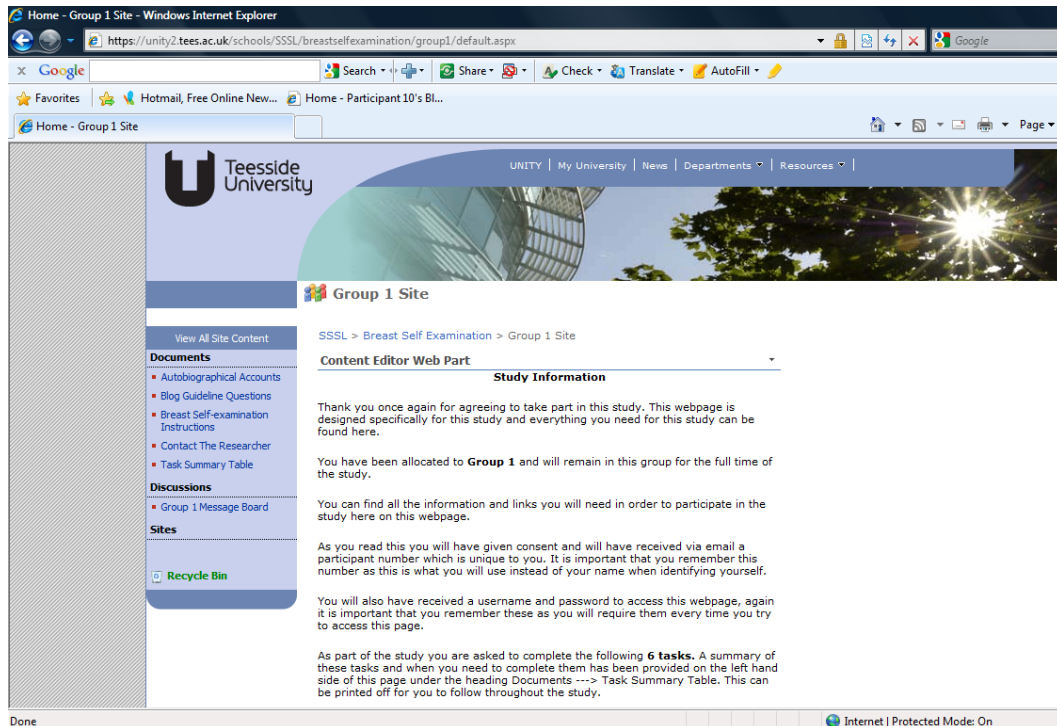 Home - Group 1 Site - Windows Internet Explorer
https://unity2.tees.ac.uk/schools/SSSL/breastselfexamination/group1/default.aspx
Google
x Google
Search
Share
Check
Translate
AutoFill
Favorites
Hotmail, Free Online New...
Home - Participant 10's Bl...
Home - Group 1 Site
Page
Teesside
University
UNITY | My University | News | Departments | Resources |
Group 1 Site
View All Site Content
Documents
Autobiographical Accounts
Blog Guideline Questions
Breast Self-examination
Instructions
Contact The Researcher
Task Summary Table
Discussions
Group 1 Message Board
Sites
Recycle Bin
SSSL > Breast Self Examination > Group 1 Site
Content Editor Web Part
Study Information
Thank you once again for agreeing to take part in this study. This webpage is
designed specifically for this study and everything you need for this study can be
found here.
You have been allocated to Group 1 and will remain in this group for the full time of
the study.
You can find all the information and links you will need in order to participate in the
study here on this webpage.
As you read this you will have given consent and will have received via email a
participant number which is unique to you. It is important that you remember this
number as this is what you will use instead of your name when identifying yourself.
You will also have received a username and password to access this webpage, again
it is important that you remember these as you will require them every time you try
to access this page.
As part of the study you are asked to complete the following 6 tasks. A summary of
these tasks and when you need to complete them has been provided on the left hand
side of this page under the heading Documents ---> Task Summary Table. This can
be printed off for you to follow throughout the study.
Done
Internet | Protected Mode: On